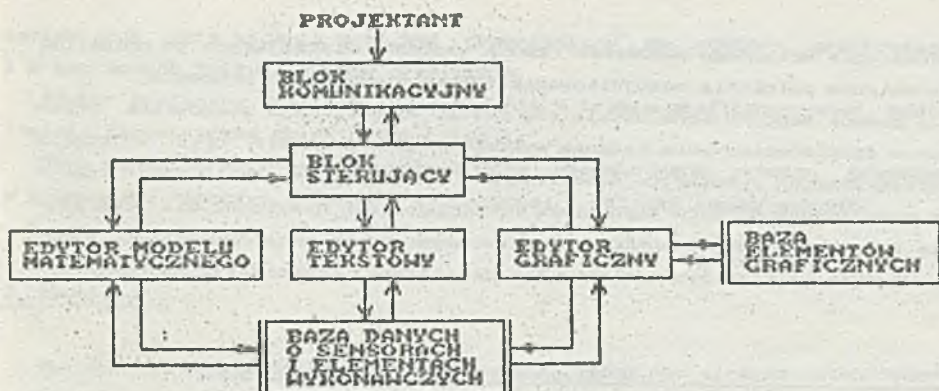 PROJEKTANT
BLOK
KOMUNIKACYJNY
BLOK
STERUJĄCY
EDYTOR MODELU
MATEMATYCZNEGO
EDYTOR
TEKSTOWY
EDYTOR
GRAFICZNY
BAZA
ELEMENTÓW
GRAFICZNYCH
BAZA DANYCH
O SENSORACH
I ELEMENTACH
WYKONAWCZYCH